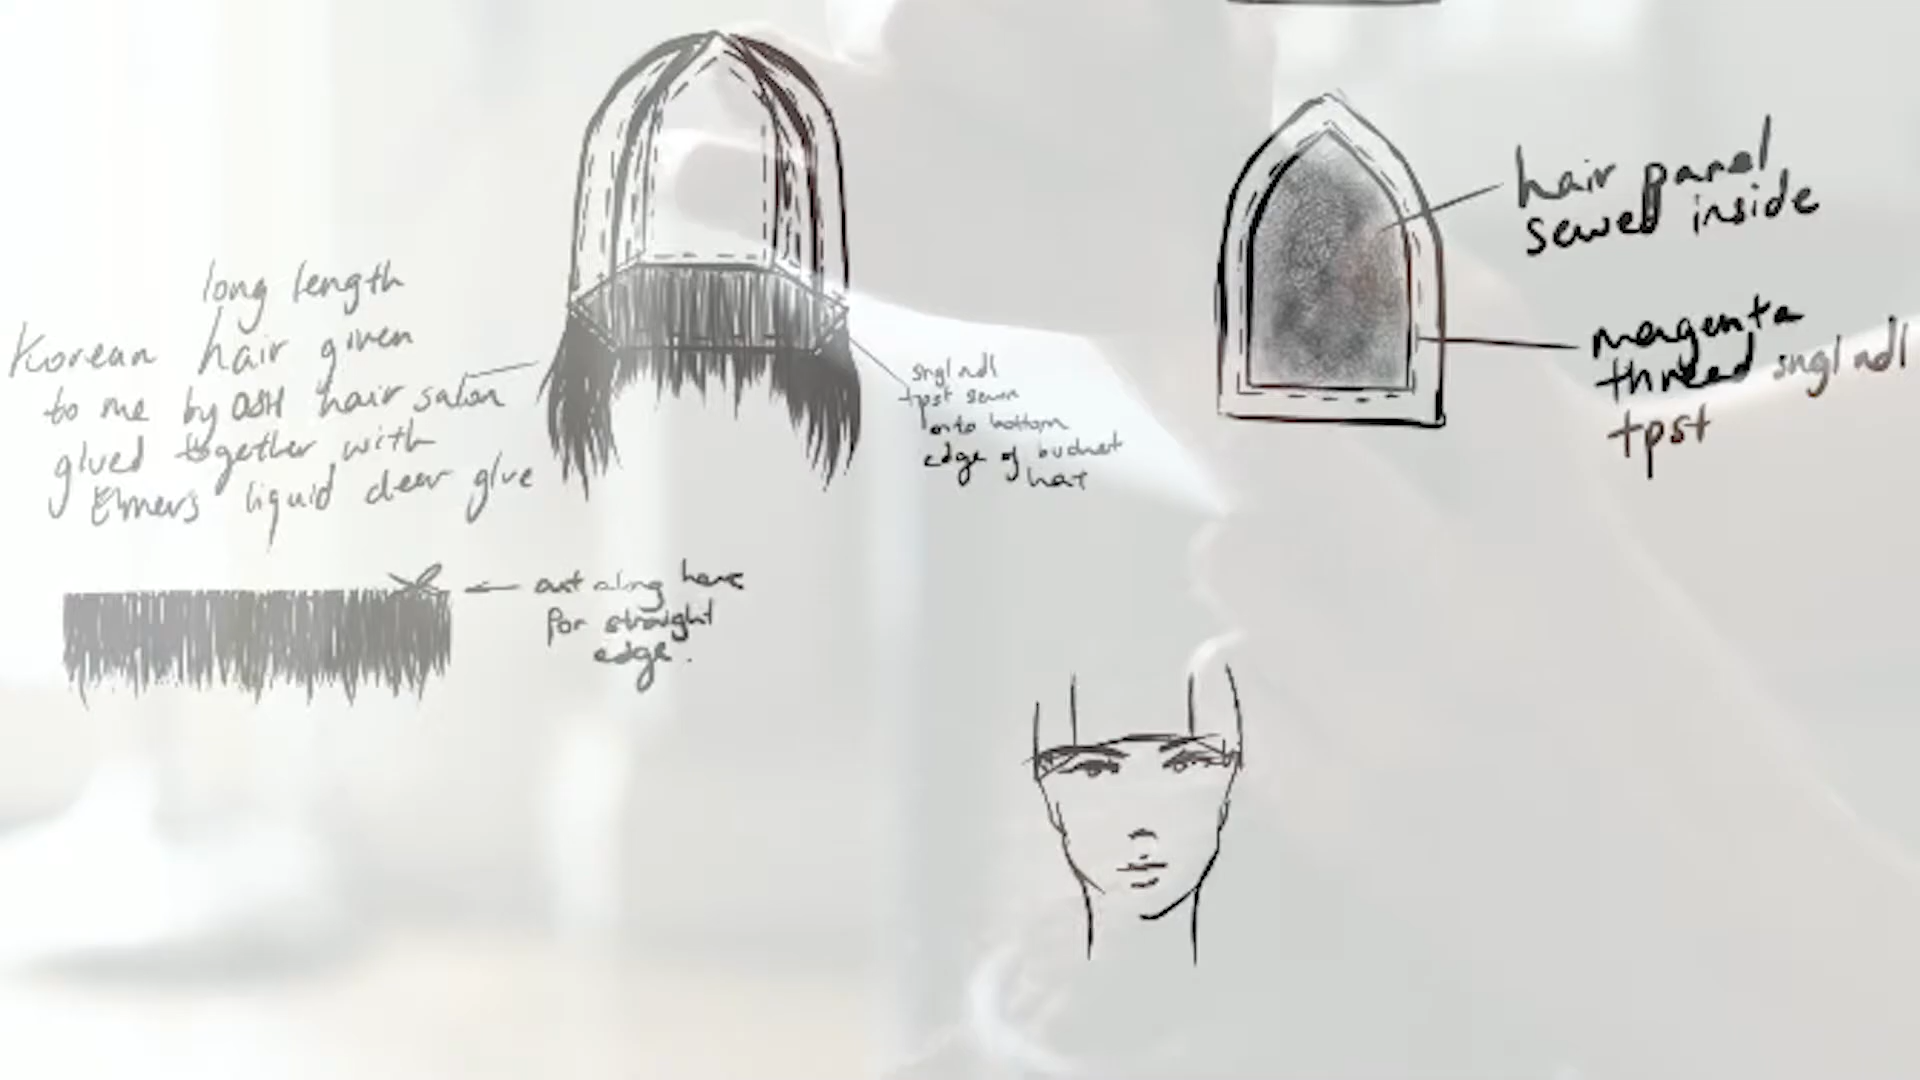 long length
Korean hair given
to me by OSH hair salon
glued together with
Elmers liquid clear glue
sngl ndl
tpst sewn
onto bottom
edge of bucket
hat
hair panel
sewed inside
magenta
thread sngl ndl
tpst
cut along here
for straight
edge.